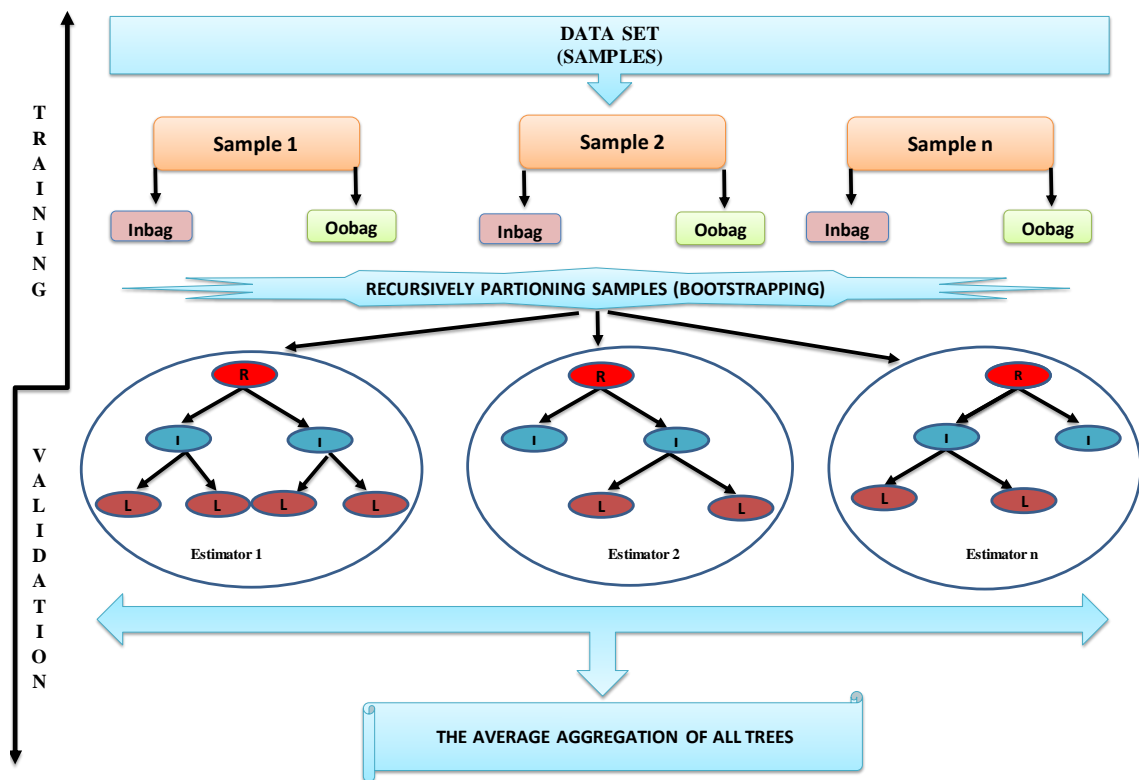 DATA SET
(SAMPLES)
TRAINING
Sample 1
Sample 2
Sample n
Inbag
Oobag
Inbag
Oobag
Inbag
Oobag
RECURSIVELY PARTIONING SAMPLES (BOOTSTRAPPING)
VALIDATION
R
I
I
L
L
L
L
Estimator 1
R
I
I
L
L
Estimator 2
R
I
I
L
L
Estimator n
THE AVERAGE AGGREGATION OF ALL TREES